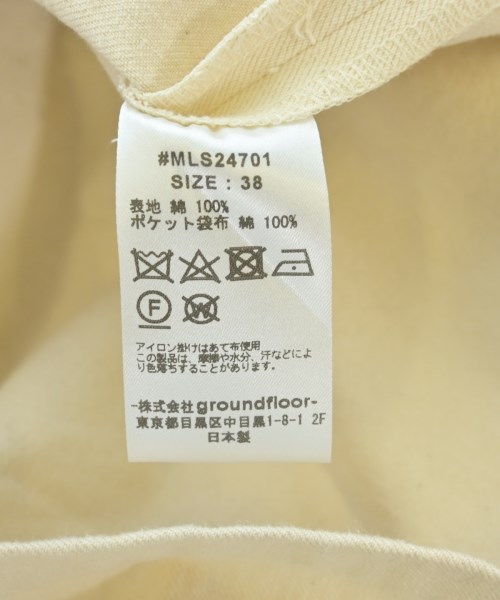 #MLS24701
SIZE : 38
表地 綿 100%
ポケット袋布 綿 100%
F W
アイロン掛けはあて布使用
この製品は、摩擦や水分、汗などによ
り色落ちすることがあります。
-株式会社groundfloor-
東京都目黒区中目黒1-8-1 2F
日本製